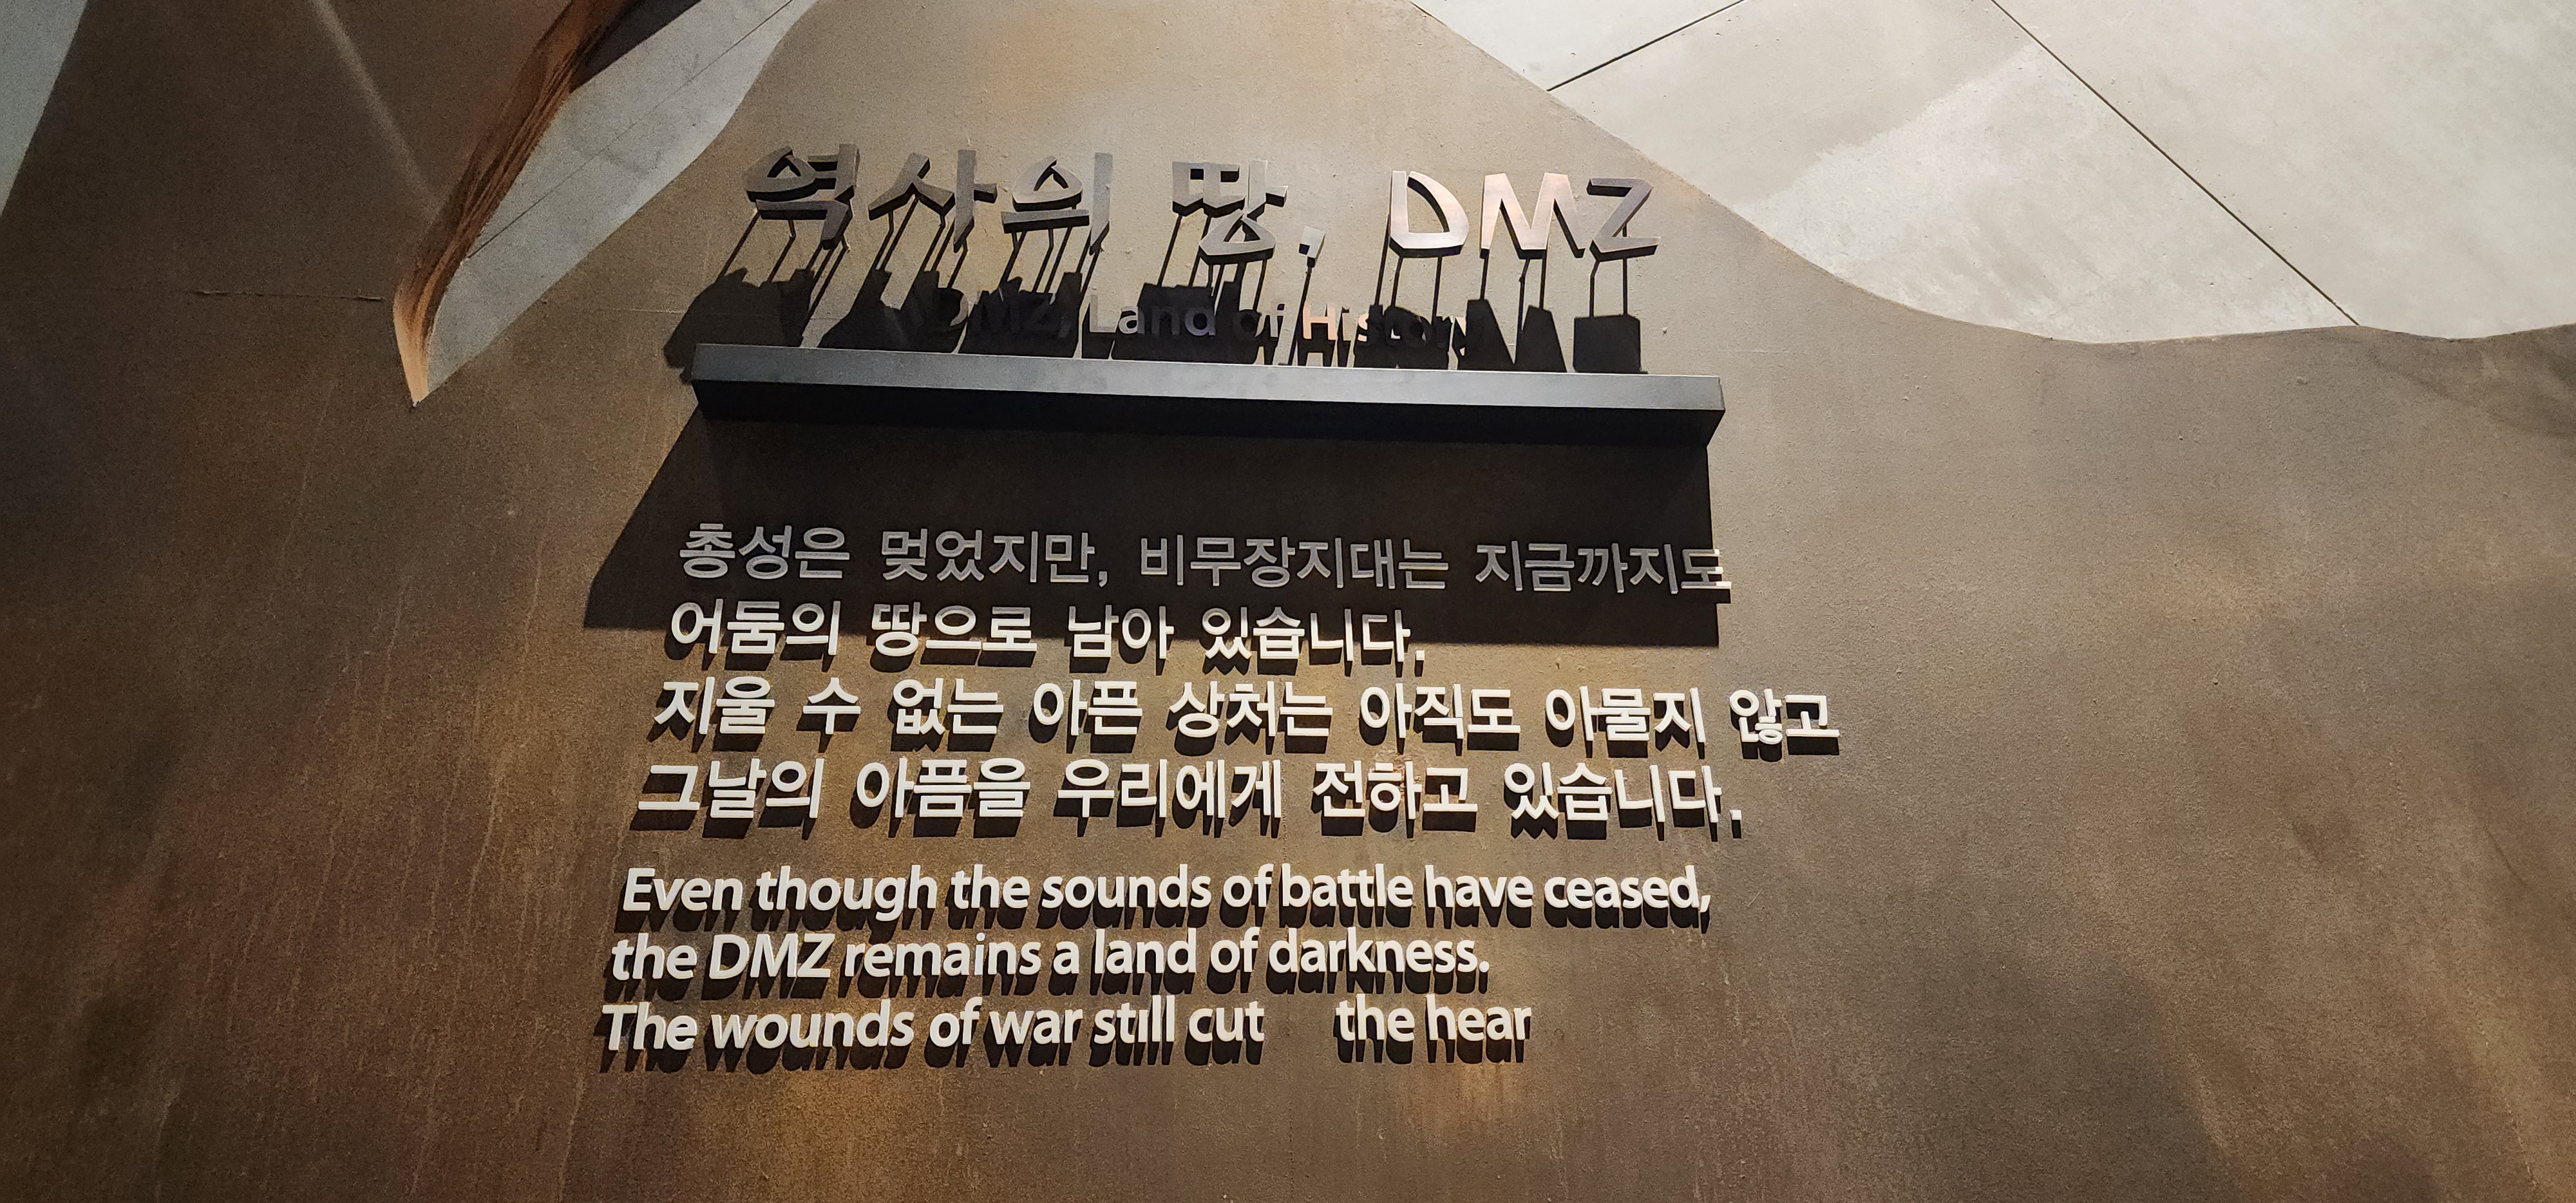 역사의 땅, DMZ
DMZ, Land of History
총성은 멎었지만, 비무장지대는 지금까지도
어둠의 땅으로 남아 있습니다.
지울 수 없는 아픈 상처는 아직도 아물지 않고
그날의 아픔을 우리에게 전하고 있습니다.
Even though the sounds of battle have ceased,
the DMZ remains a land of darkness.
The wounds of war still cut the hear